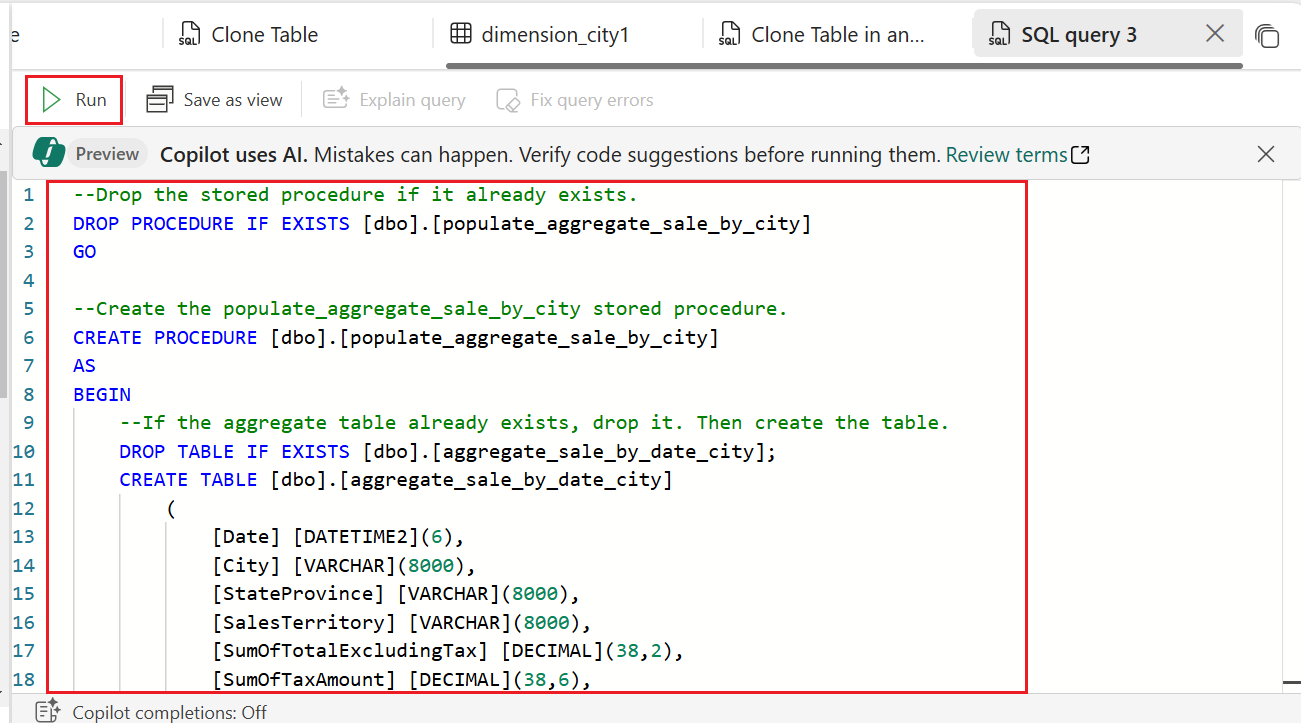 e
Clone Table
dimension_city1
Clone Table in an...
SQL query 3
Run
Save as view
Explain query
Fix query errors
Preview Copilot uses AI. Mistakes can happen. Verify code suggestions before running them. Review terms
1 --Drop the stored procedure if it already exists.
2 DROP PROCEDURE IF EXISTS [dbo].[populate_aggregate_sale_by_city]
3 GO
4
5 --Create the populate_aggregate_sale_by_city stored procedure.
6 CREATE PROCEDURE [dbo].[populate_aggregate_sale_by_city]
7 AS
8 BEGIN
9 --If the aggregate table already exists, drop it. Then create the table.
10 DROP TABLE IF EXISTS [dbo].[aggregate_sale_by_date_city];
11 CREATE TABLE [dbo].[aggregate_sale_by_date_city]
12 (
13 [Date] [DATETIME2](6),
14 [City] [VARCHAR](8000),
15 [StateProvince] [VARCHAR](8000),
16 [SalesTerritory] [VARCHAR](8000),
17 [SumOfTotalExcludingTax] [DECIMAL](38,2),
18 [SumOfTaxAmount] [DECIMAL](38,6),
Copilot completions: Off